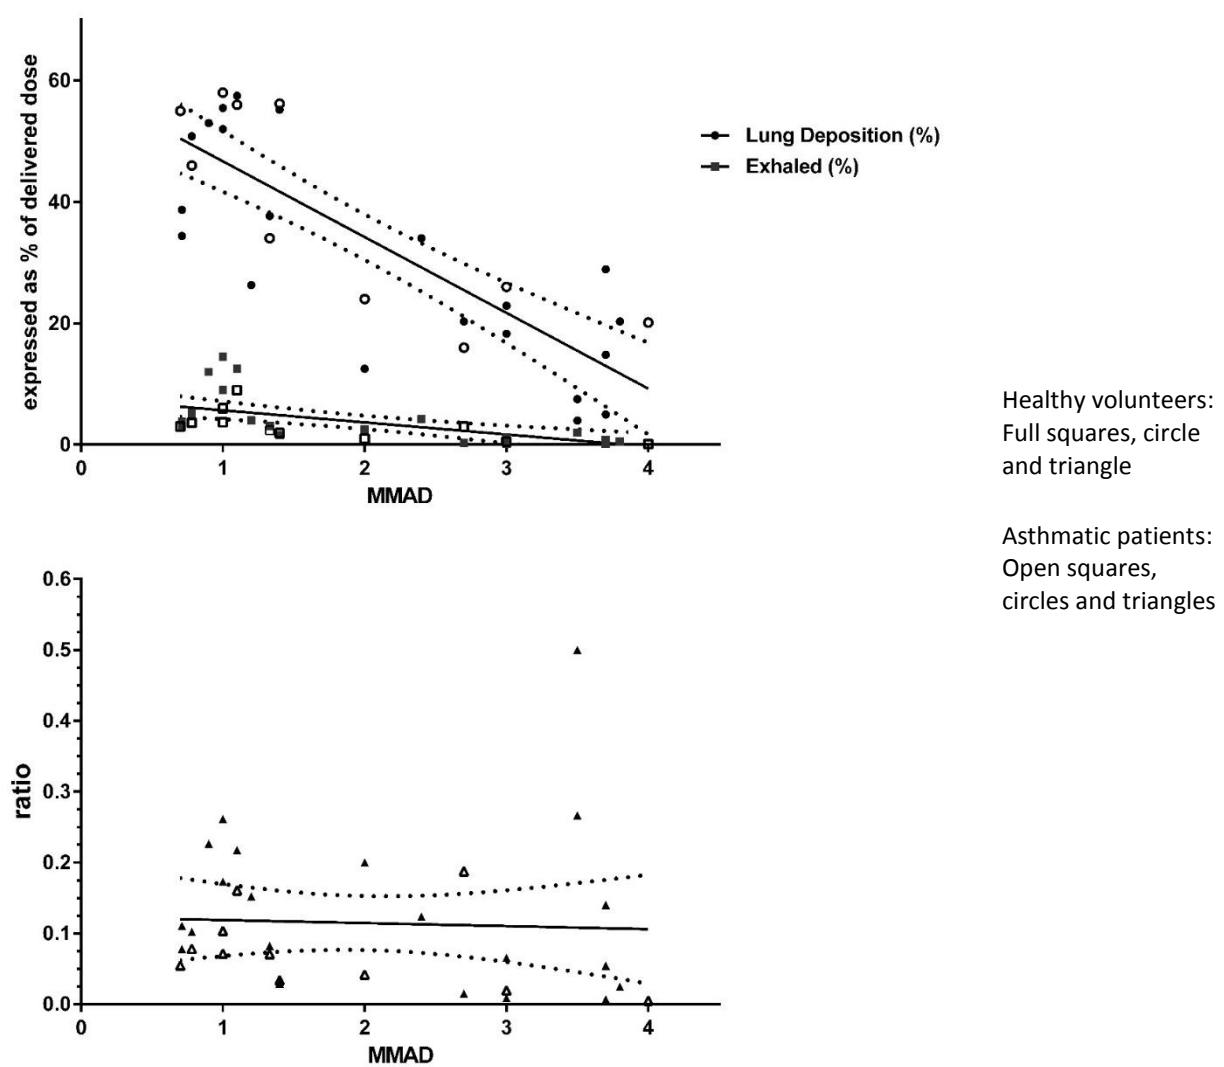 expressed as % of delivered dose
60
40
20
0
0 1 2 3 4
MMAD
Lung Deposition (%)
Exhaled (%)
Healthy volunteers:
Full squares, circle
and triangle
Asthmatic patients:
Open squares,
circles and triangles
ratio
0.6
0.5
0.4
0.3
0.2
0.1
0.0
0 1 2 3 4
MMAD